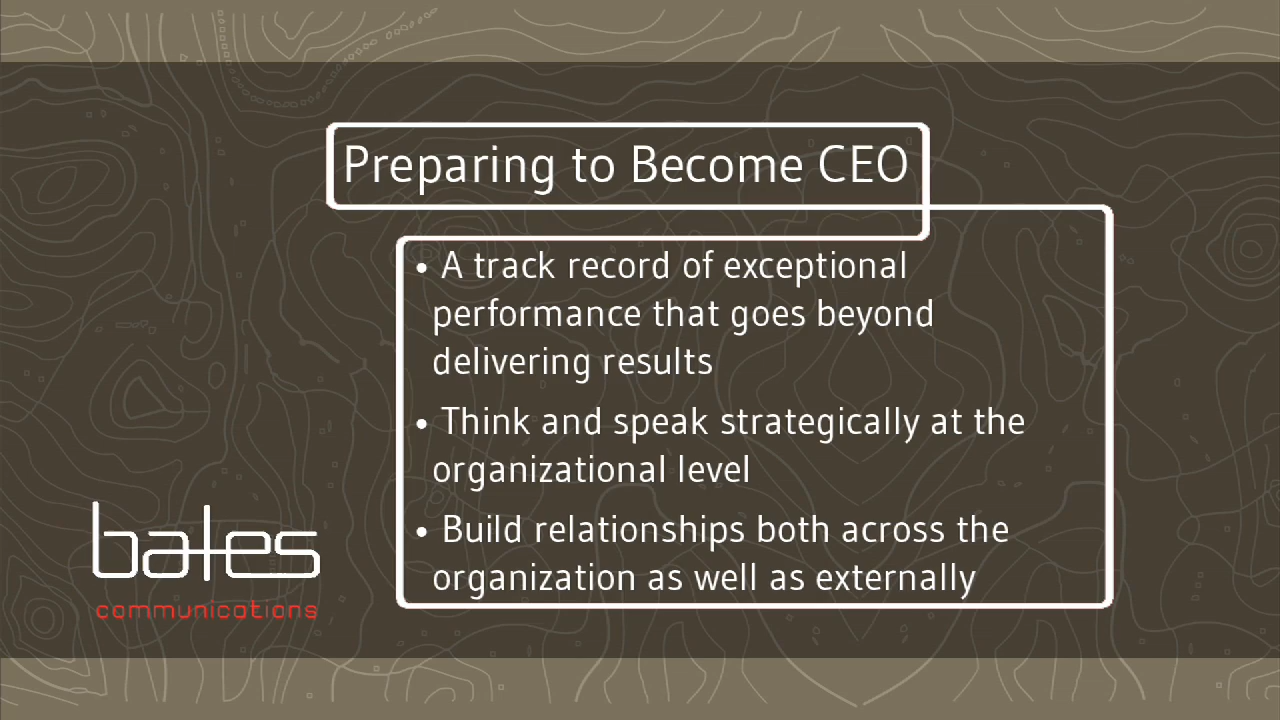 Preparing to Become CEO
• A track record of exceptional
performance that goes beyond
delivering results
• Think and speak strategically at the
organizational level
• Build relationships both across the
organization as well as externally
bates
communications